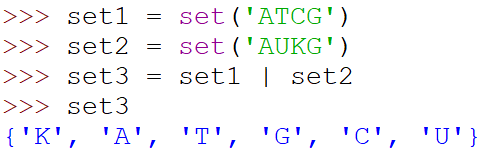 >>> set1 = set('ATCG')
>>> set2 = set('AUKG')
>>> set3 = set1 | set2
>>> set3
{'K', 'A', 'T', 'G', 'C', 'U'}